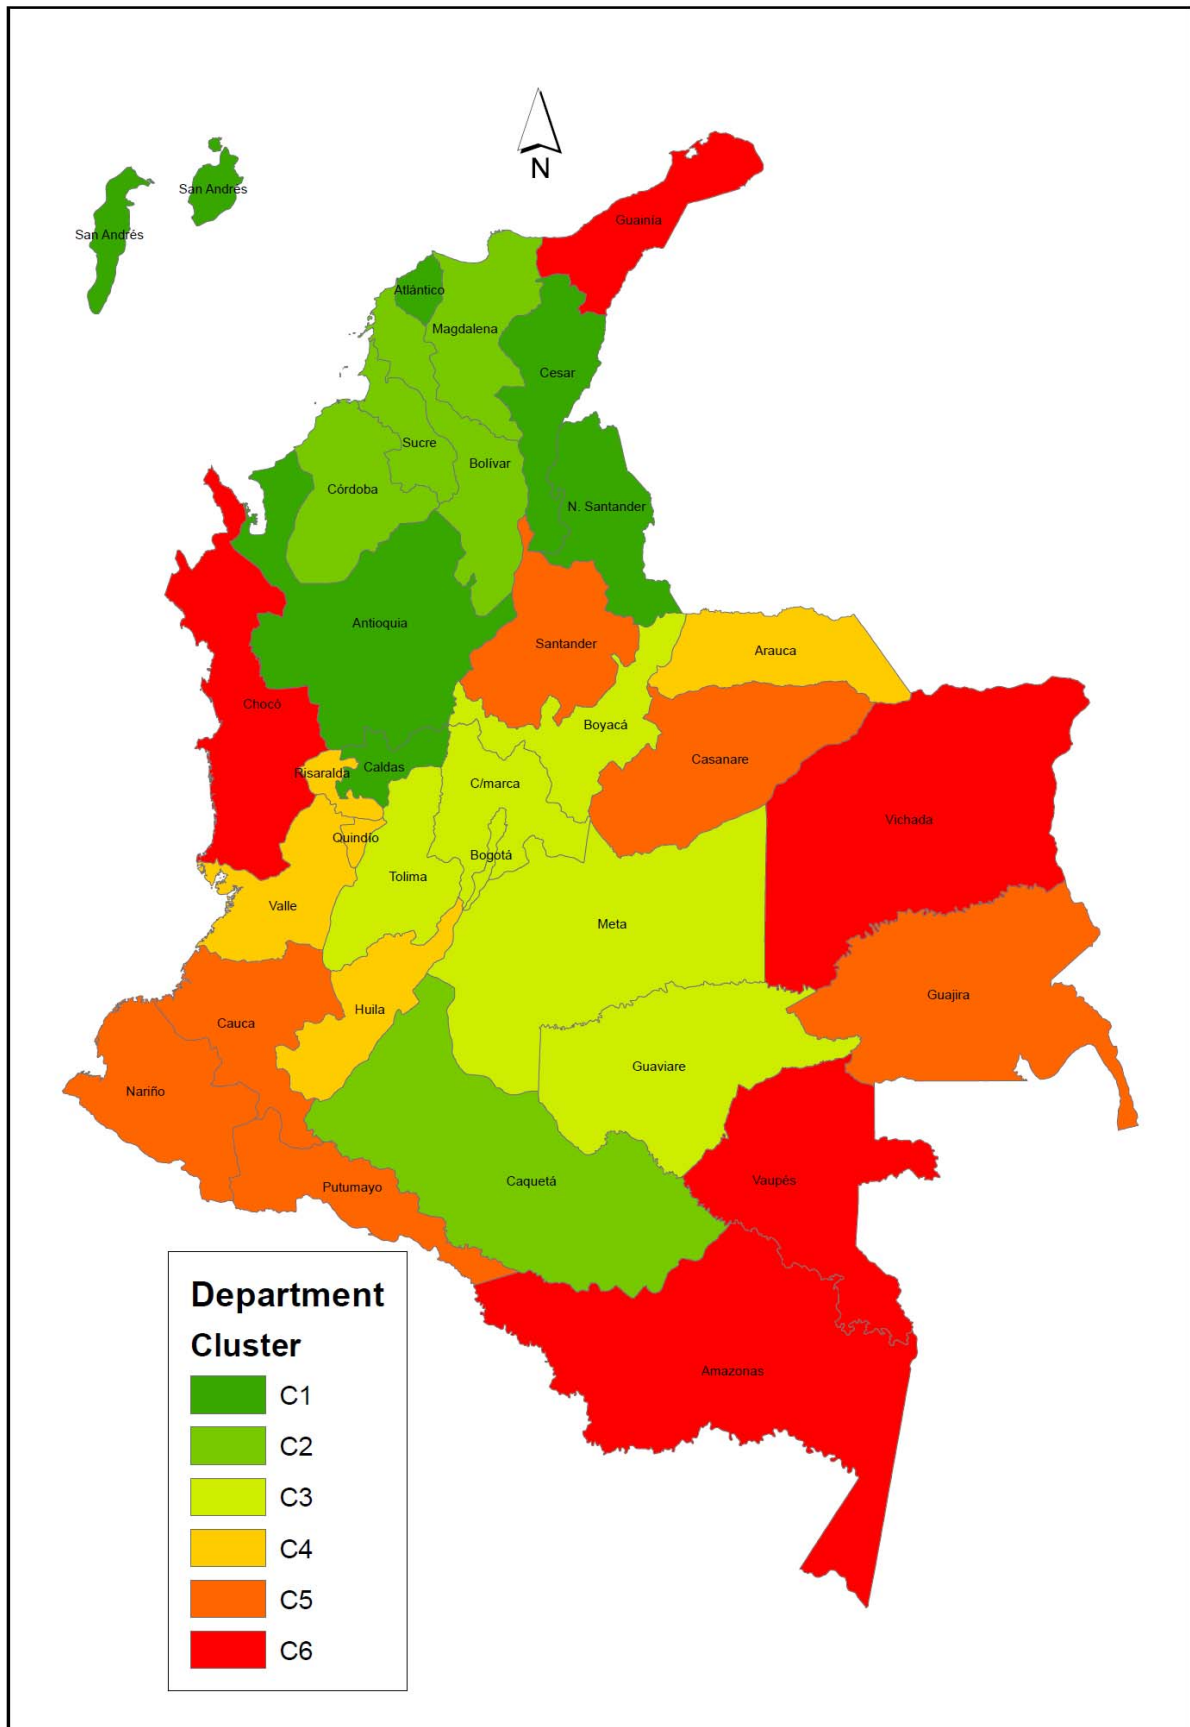 N
San Andrés
San Andrés
Guainía
Atlántico
Magdalena
Cesar
Sucre
Bolívar
Córdoba
N. Santander
Antioquia
Santander
Arauca
Chocó
Boyacá
Casanare
Risaralda
Caldas
C/marca
Vichada
Quindío
Bogotá
Tolima
Valle
Meta
Guajira
Huila
Cauca
Guaviare
Nariño
Caquetá
Vaupés
Putumayo
Amazonas
Department
Cluster
C1
C2
C3
C4
C5
C6